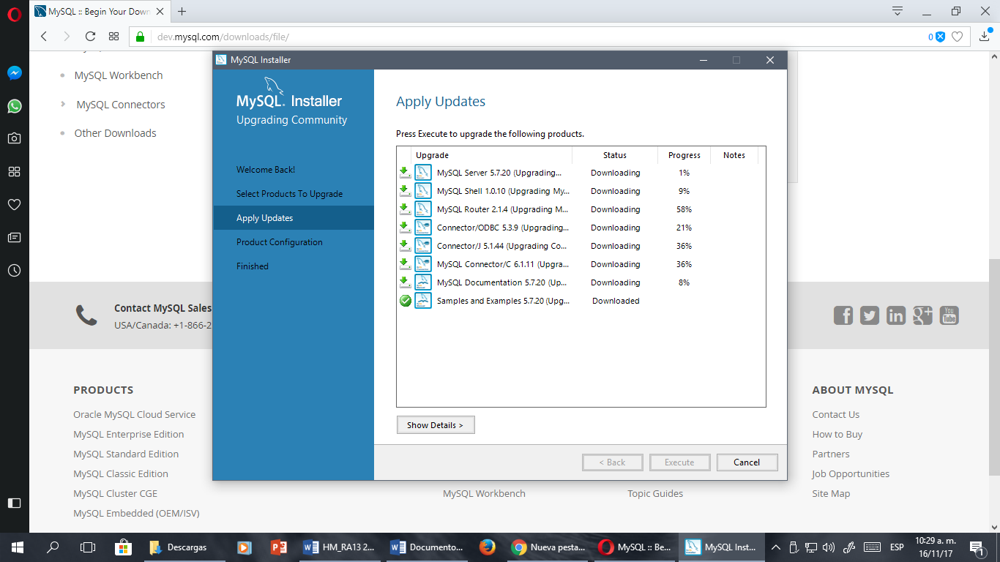 MySQL :: Begin Your Down
dev.mysql.com/downloads/file/
0
MySQL Workbench
MySQL Connectors
Other Downloads
MySQL Installer
MySQL. Installer
Upgrading Community
Welcome Back!
Select Products To Upgrade
Apply Updates
Product Configuration
Finished
Apply Updates
Press Execute to upgrade the following products.
Upgrade Status Progress Notes
MySQL Server 5.7.20 (Upgrading... Downloading 1%
MySQL Shell 1.0.10 (Upgrading My... Downloading 9%
MySQL Router 2.1.4 (Upgrading M... Downloading 58%
Connector/ODBC 5.3.9 (Upgrading... Downloading 21%
Connector/J 5.1.44 (Upgrading Co... Downloading 36%
MySQL Connector/C 6.1.11 (Upgra... Downloading 36%
MySQL Documentation 5.7.20 (Up... Downloading 8%
Samples and Examples 5.7.20 (Upg... Downloaded
Show Details >
< Back Execute Cancel
Contact MySQL Sales
USA/Canada: +1-866-2
You
Tube
PRODUCTS
Oracle MySQL Cloud Service
MySQL Enterprise Edition
MySQL Standard Edition
MySQL Classic Edition
MySQL Cluster CGE
MySQL Embedded (OEM/ISV)
MySQL Workbench
Topic Guides
ABOUT MYSQL
Contact Us
How to Buy
Partners
Job Opportunities
Site Map
Descargas
HM_RA13 2...
Documento...
Nueva pesta...
MySQL :: Be...
MySQL Inst...
ESP
10:29 a. m.
16/11/17
1